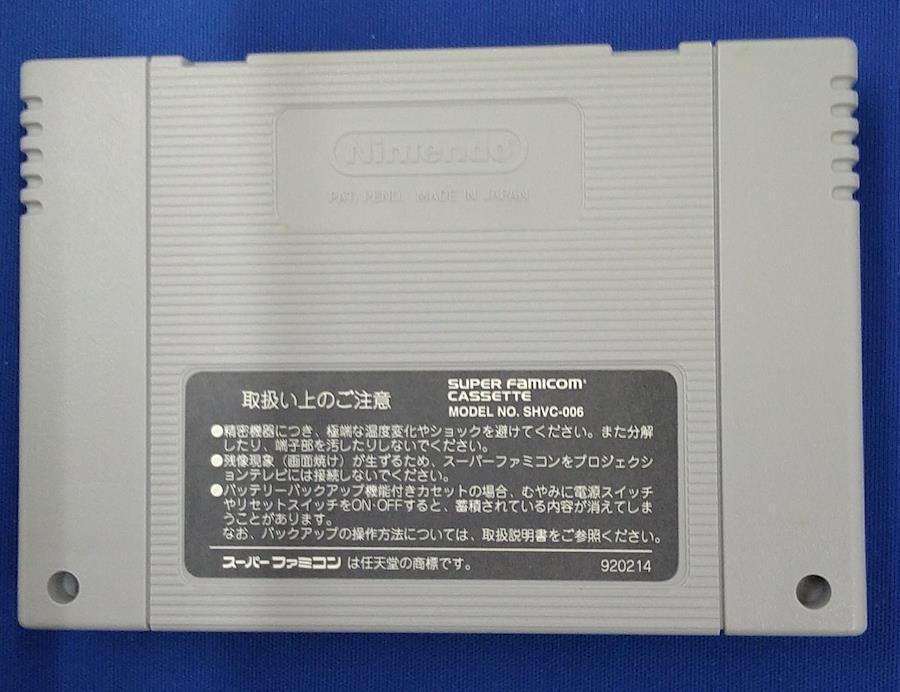 Nintendo
PAT. PEND. MADE IN JAPAN
取扱い上のご注意
SUPER FAMICOM
CASSETTE
MODEL NO. SHVC-006
●精密機器につき、極端な温度変化やショックを避けてください。また分解
したり、端子部を汚したりしないでください。
●残像現象（画面焼け）が生ずるため、スーパーファミコンをプロジェクシ
ョンテレビには接続しないでください。
●バッテリーバックアップ機能付きカセットの場合、むやみに電源スイッチ
やリセットスイッチをON·OFFすると、蓄積されている内容が消えてしま
うことがあります。
なお、バックアップの操作方法については、取扱説明書をご参照ください。
スーパーファミコン は任天堂の商標です。
920214